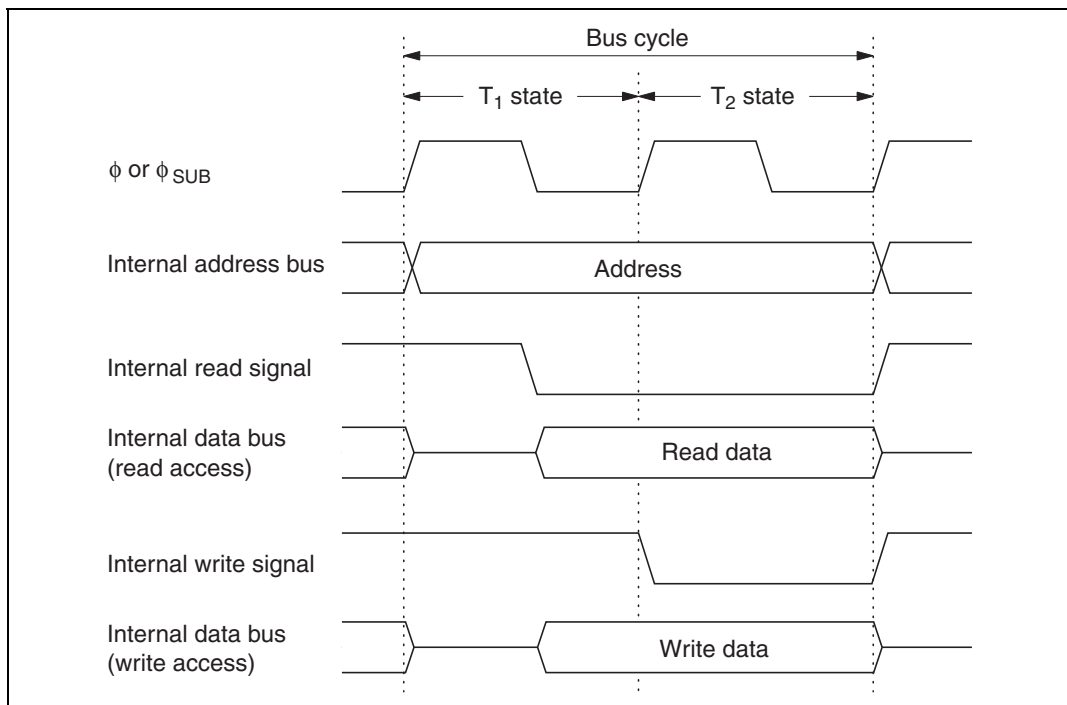 Bus cycle
T₁ state
T₂ state
ϕ or ϕSUB
Internal address bus
Address
Internal read signal
Internal data bus
(read access)
Read data
Internal write signal
Internal data bus
(write access)
Write data